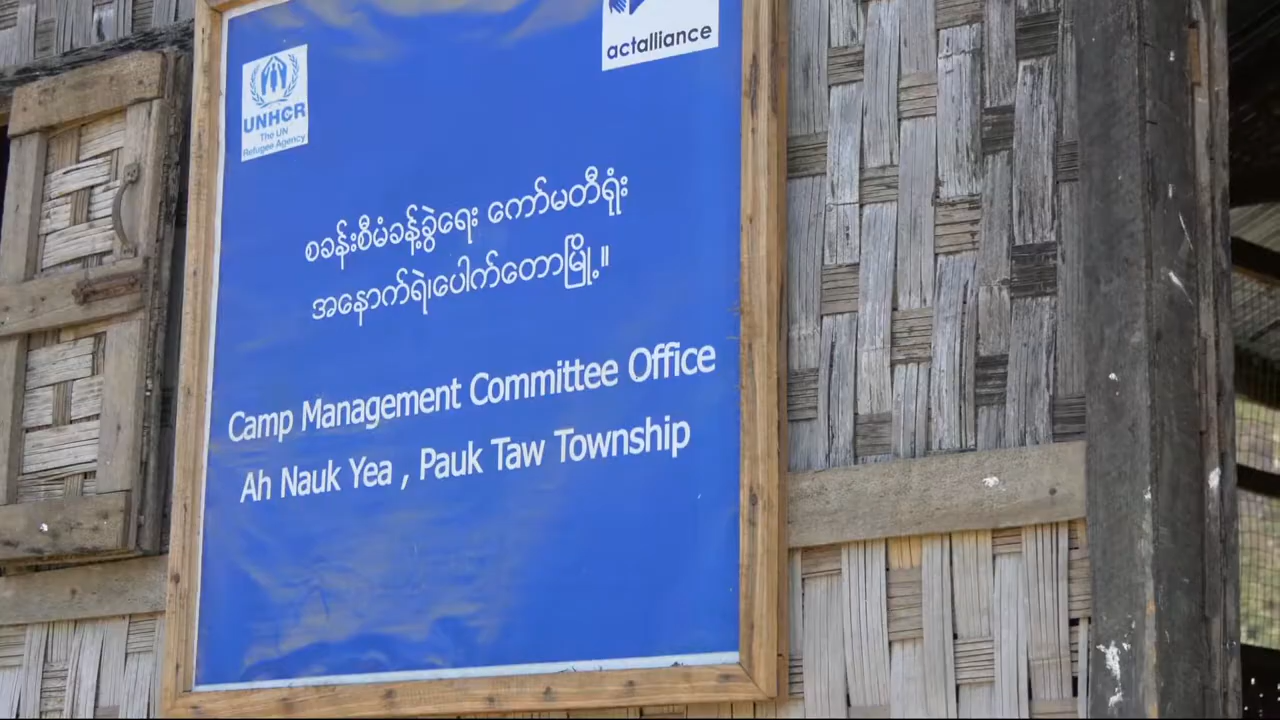 actalliance
UNHCR
The UN
Refugee Agency
စခန်းစီမံခန့်ခွဲရေး ကော်မတီရုံး
အနောက်ရဲ၊ပေါက်တောမြို့။
Camp Management Committee Office
Ah Nauk Yea , Pauk Taw Township